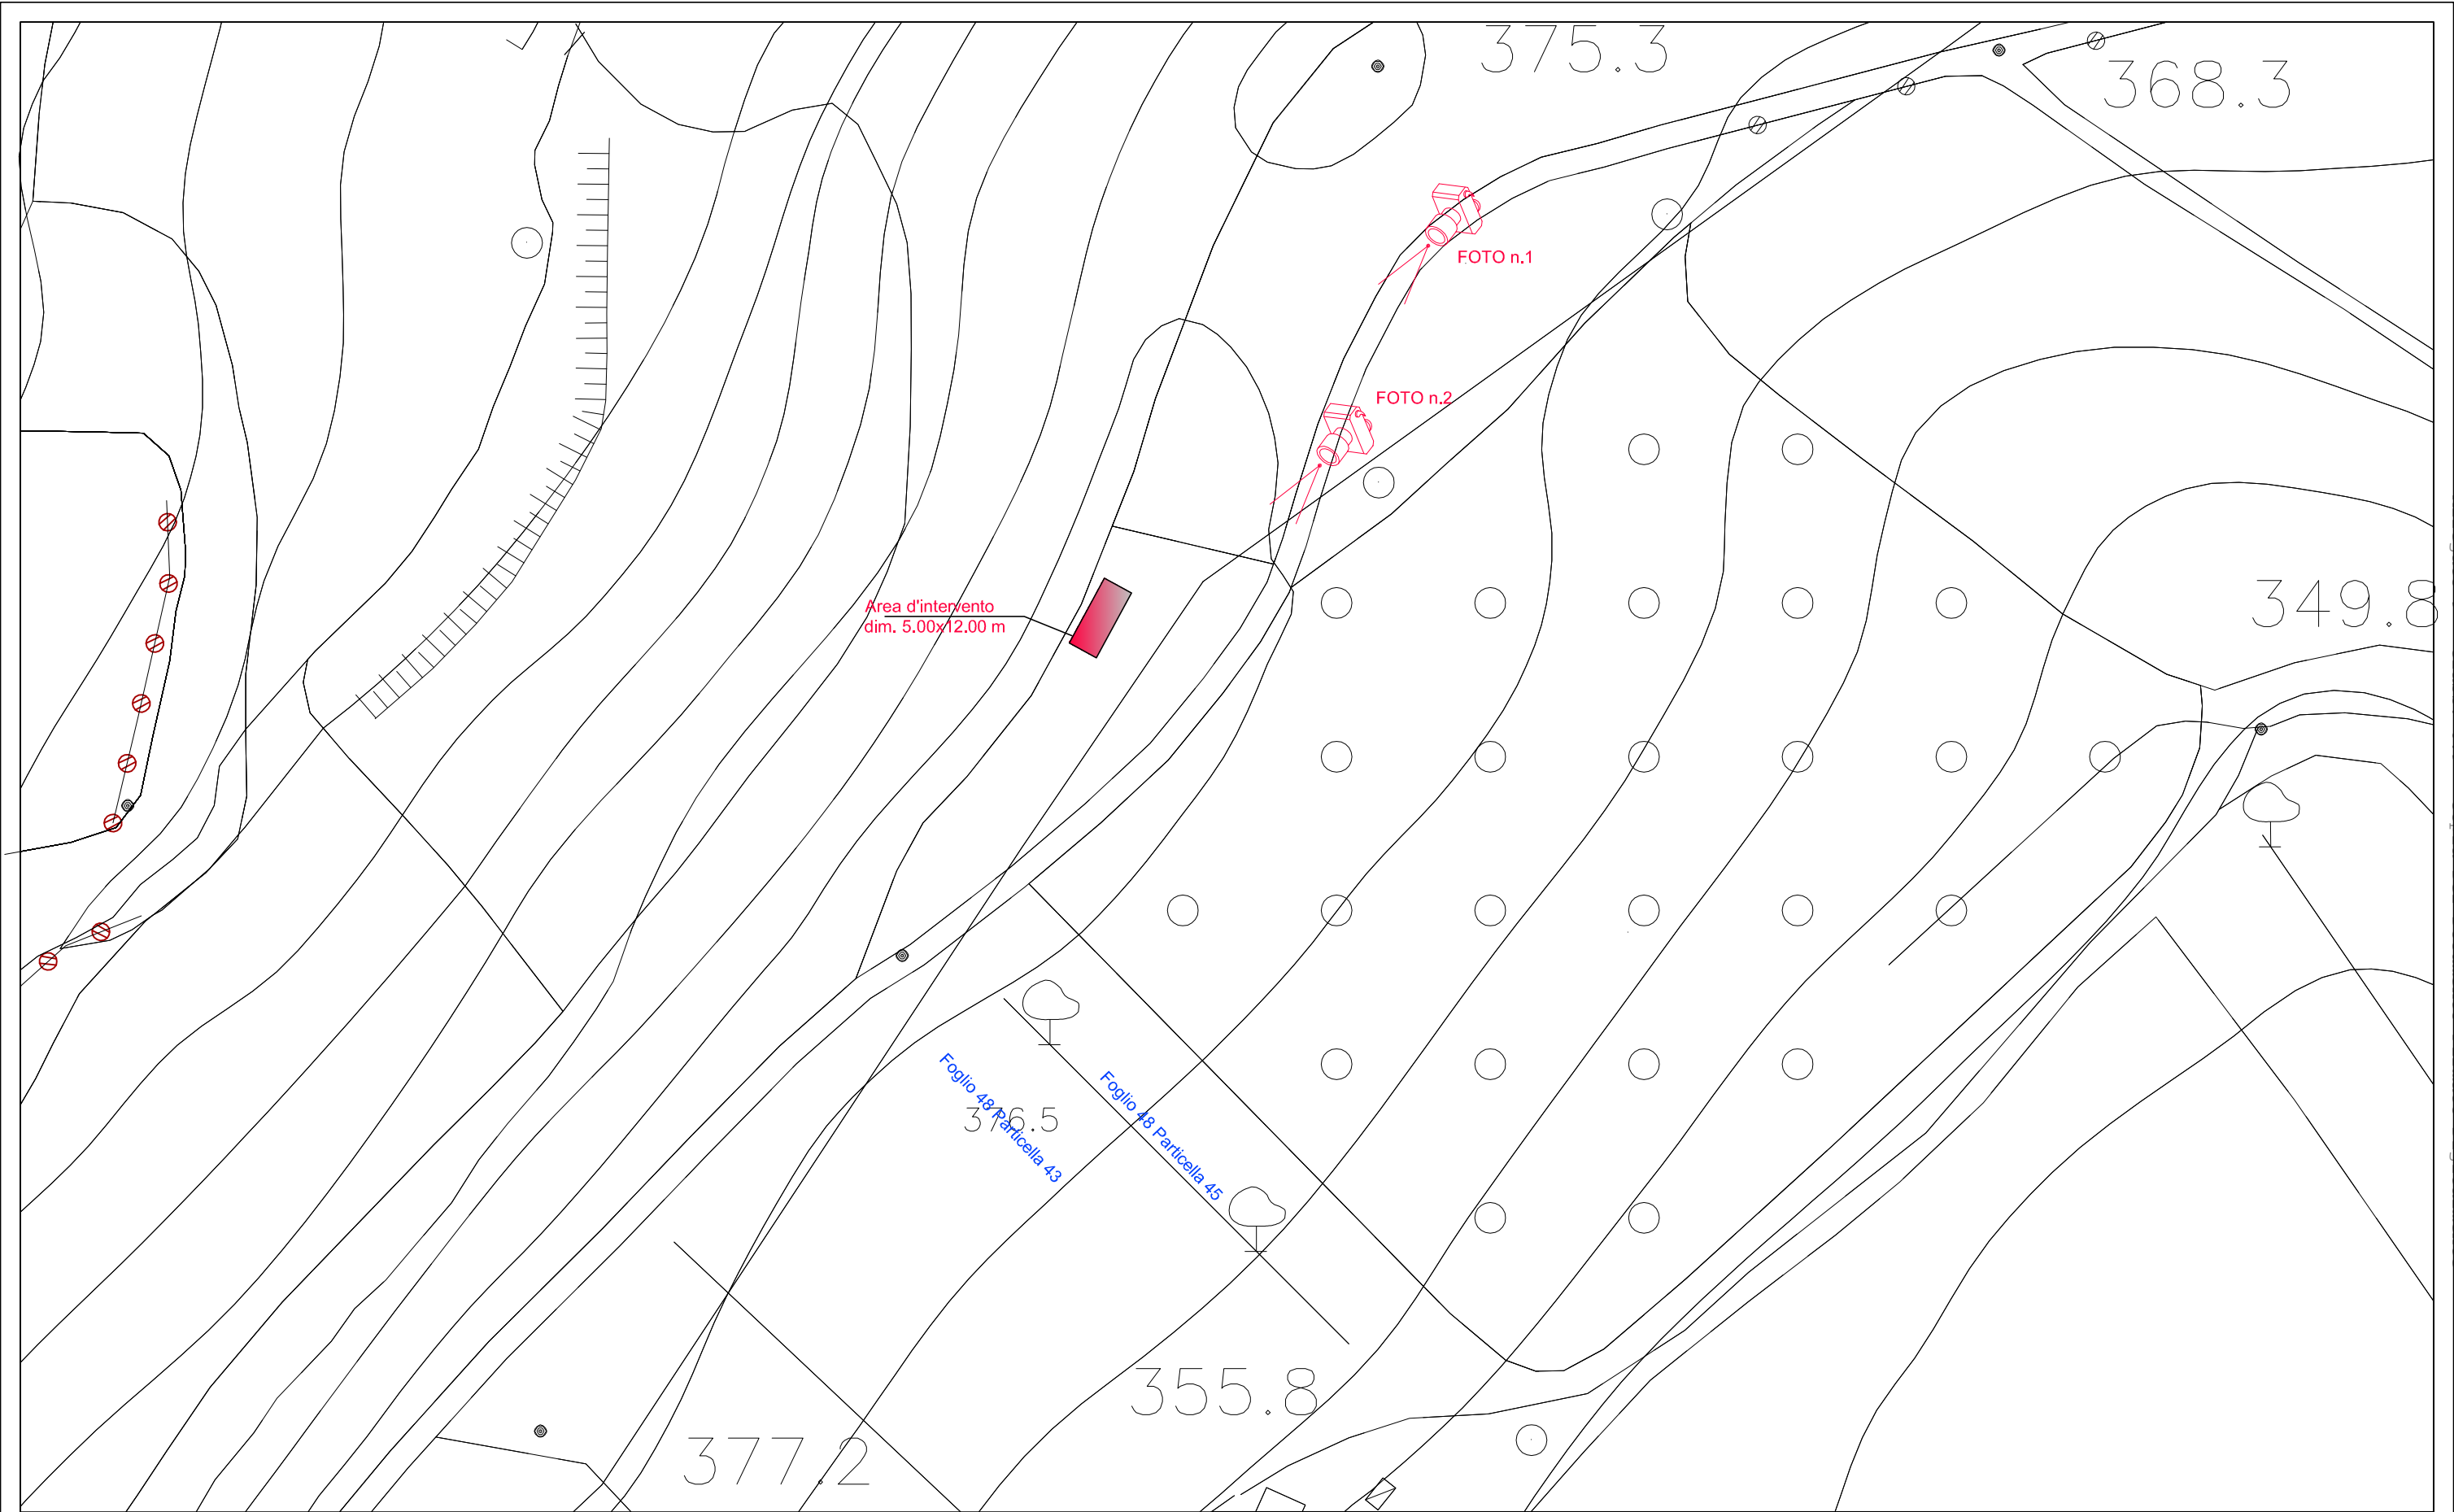 375.3
368.3
FOTO n.1
FOTO n.2
Area d'intervento
dim. 5.00x12.00 m
349.8
Foglio 48 Particella 43
376.5
Foglio 48 Particella 45
355.8
377.2